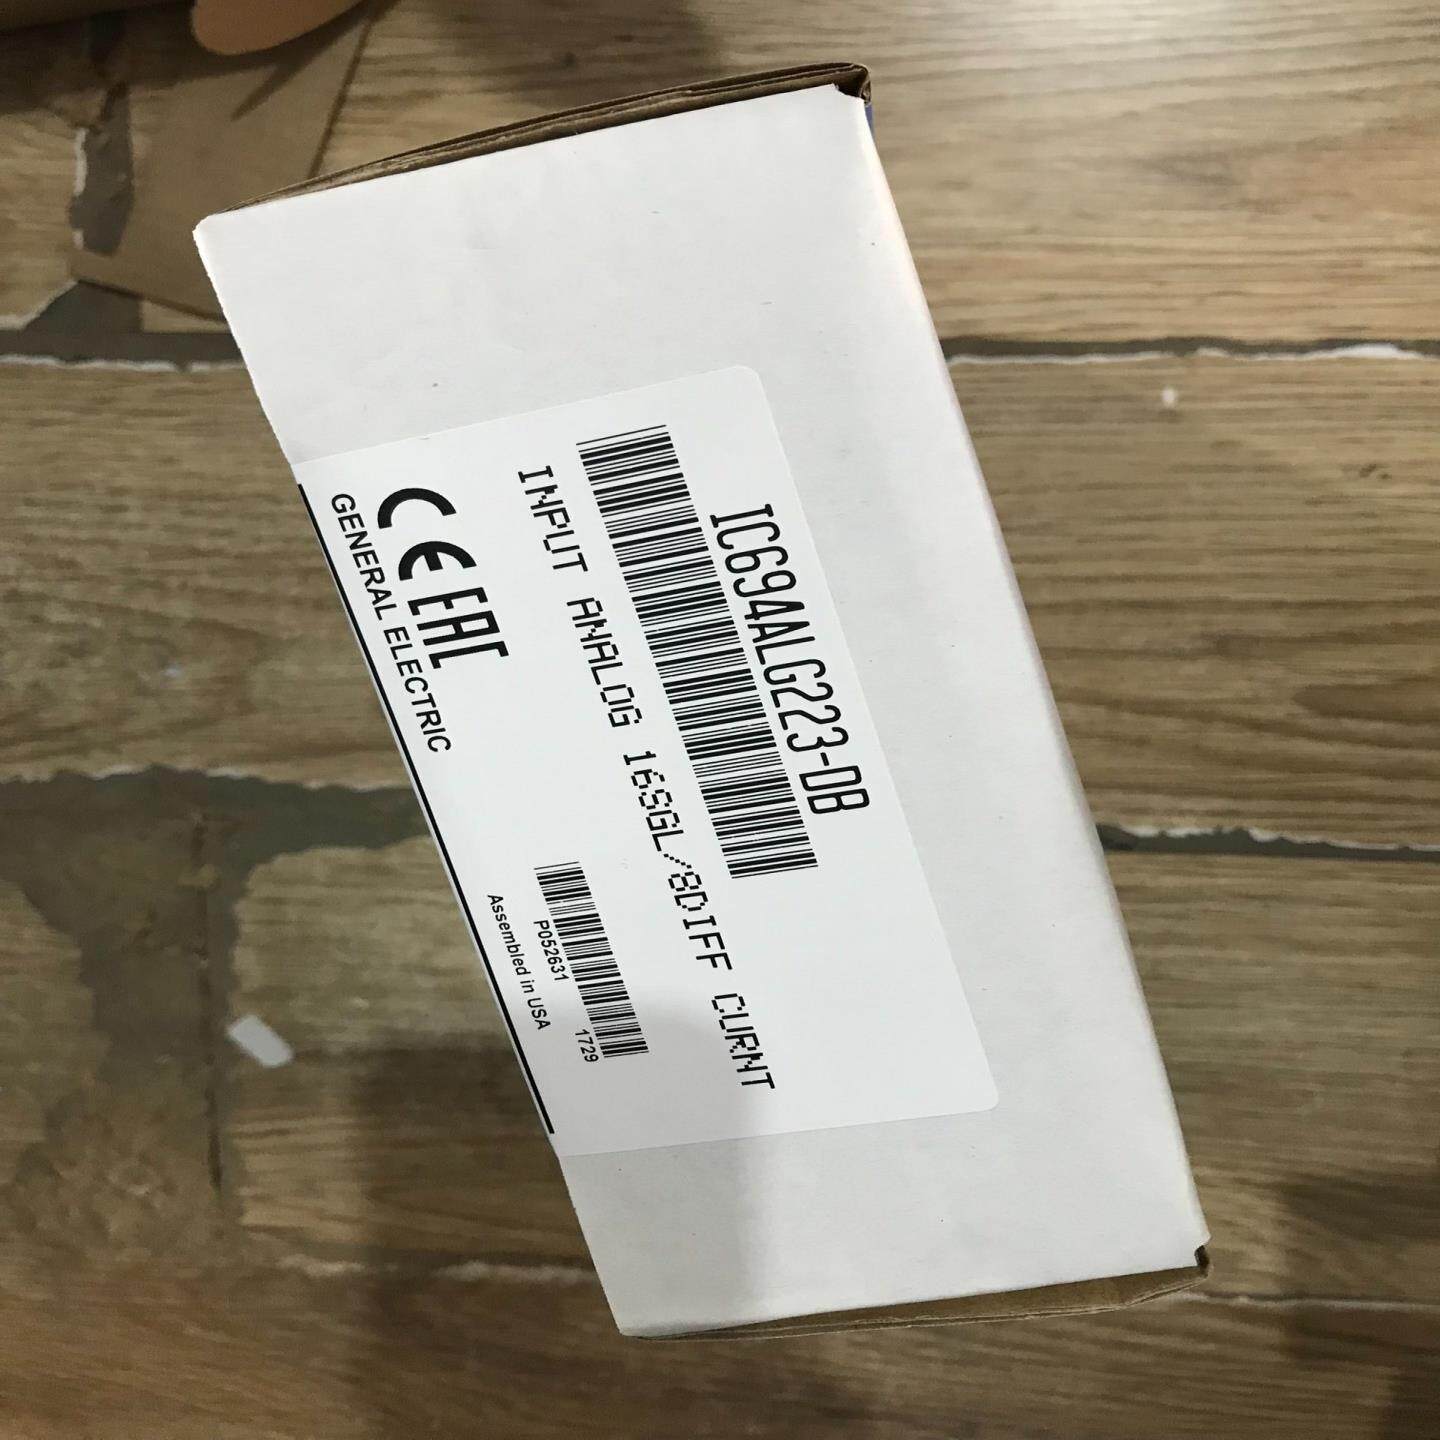 IC694ALG223-DB
INPUT ANALOG 16SGL/8DIFF CURNT
CE EAC
P052631
1729
GENERAL ELECTRIC
Assembled in USA